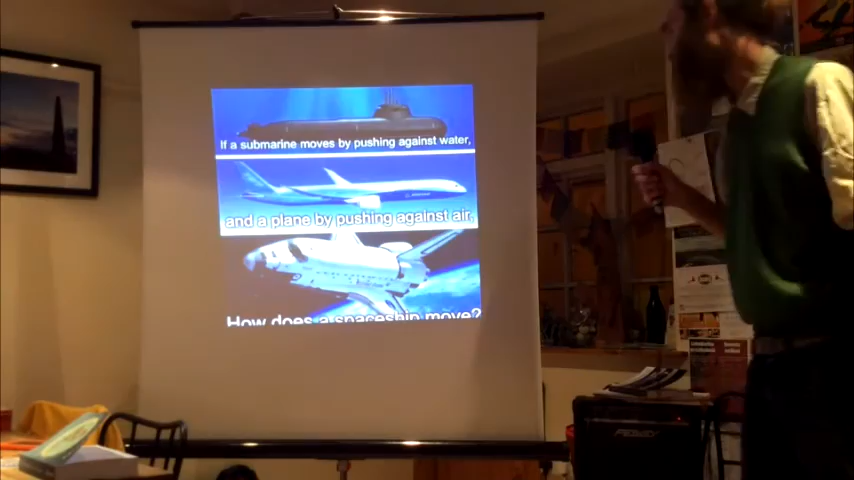 If a submarine moves by pushing against water,
and a plane by pushing against air,
How does a spaceship move?